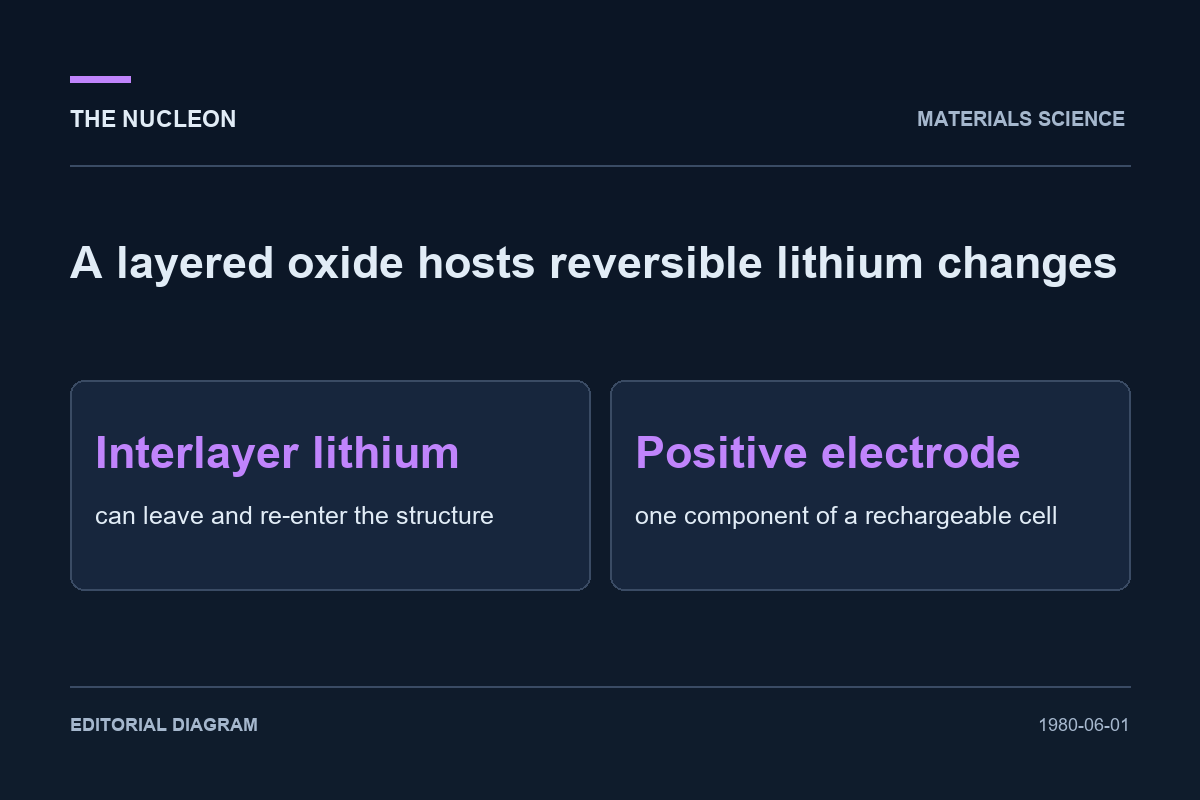 THE NUCLEON
MATERIALS SCIENCE
A layered oxide hosts reversible lithium changes
Interlayer lithium
can leave and re-enter the structure
Positive electrode
one component of a rechargeable cell
EDITORIAL DIAGRAM
1980-06-01